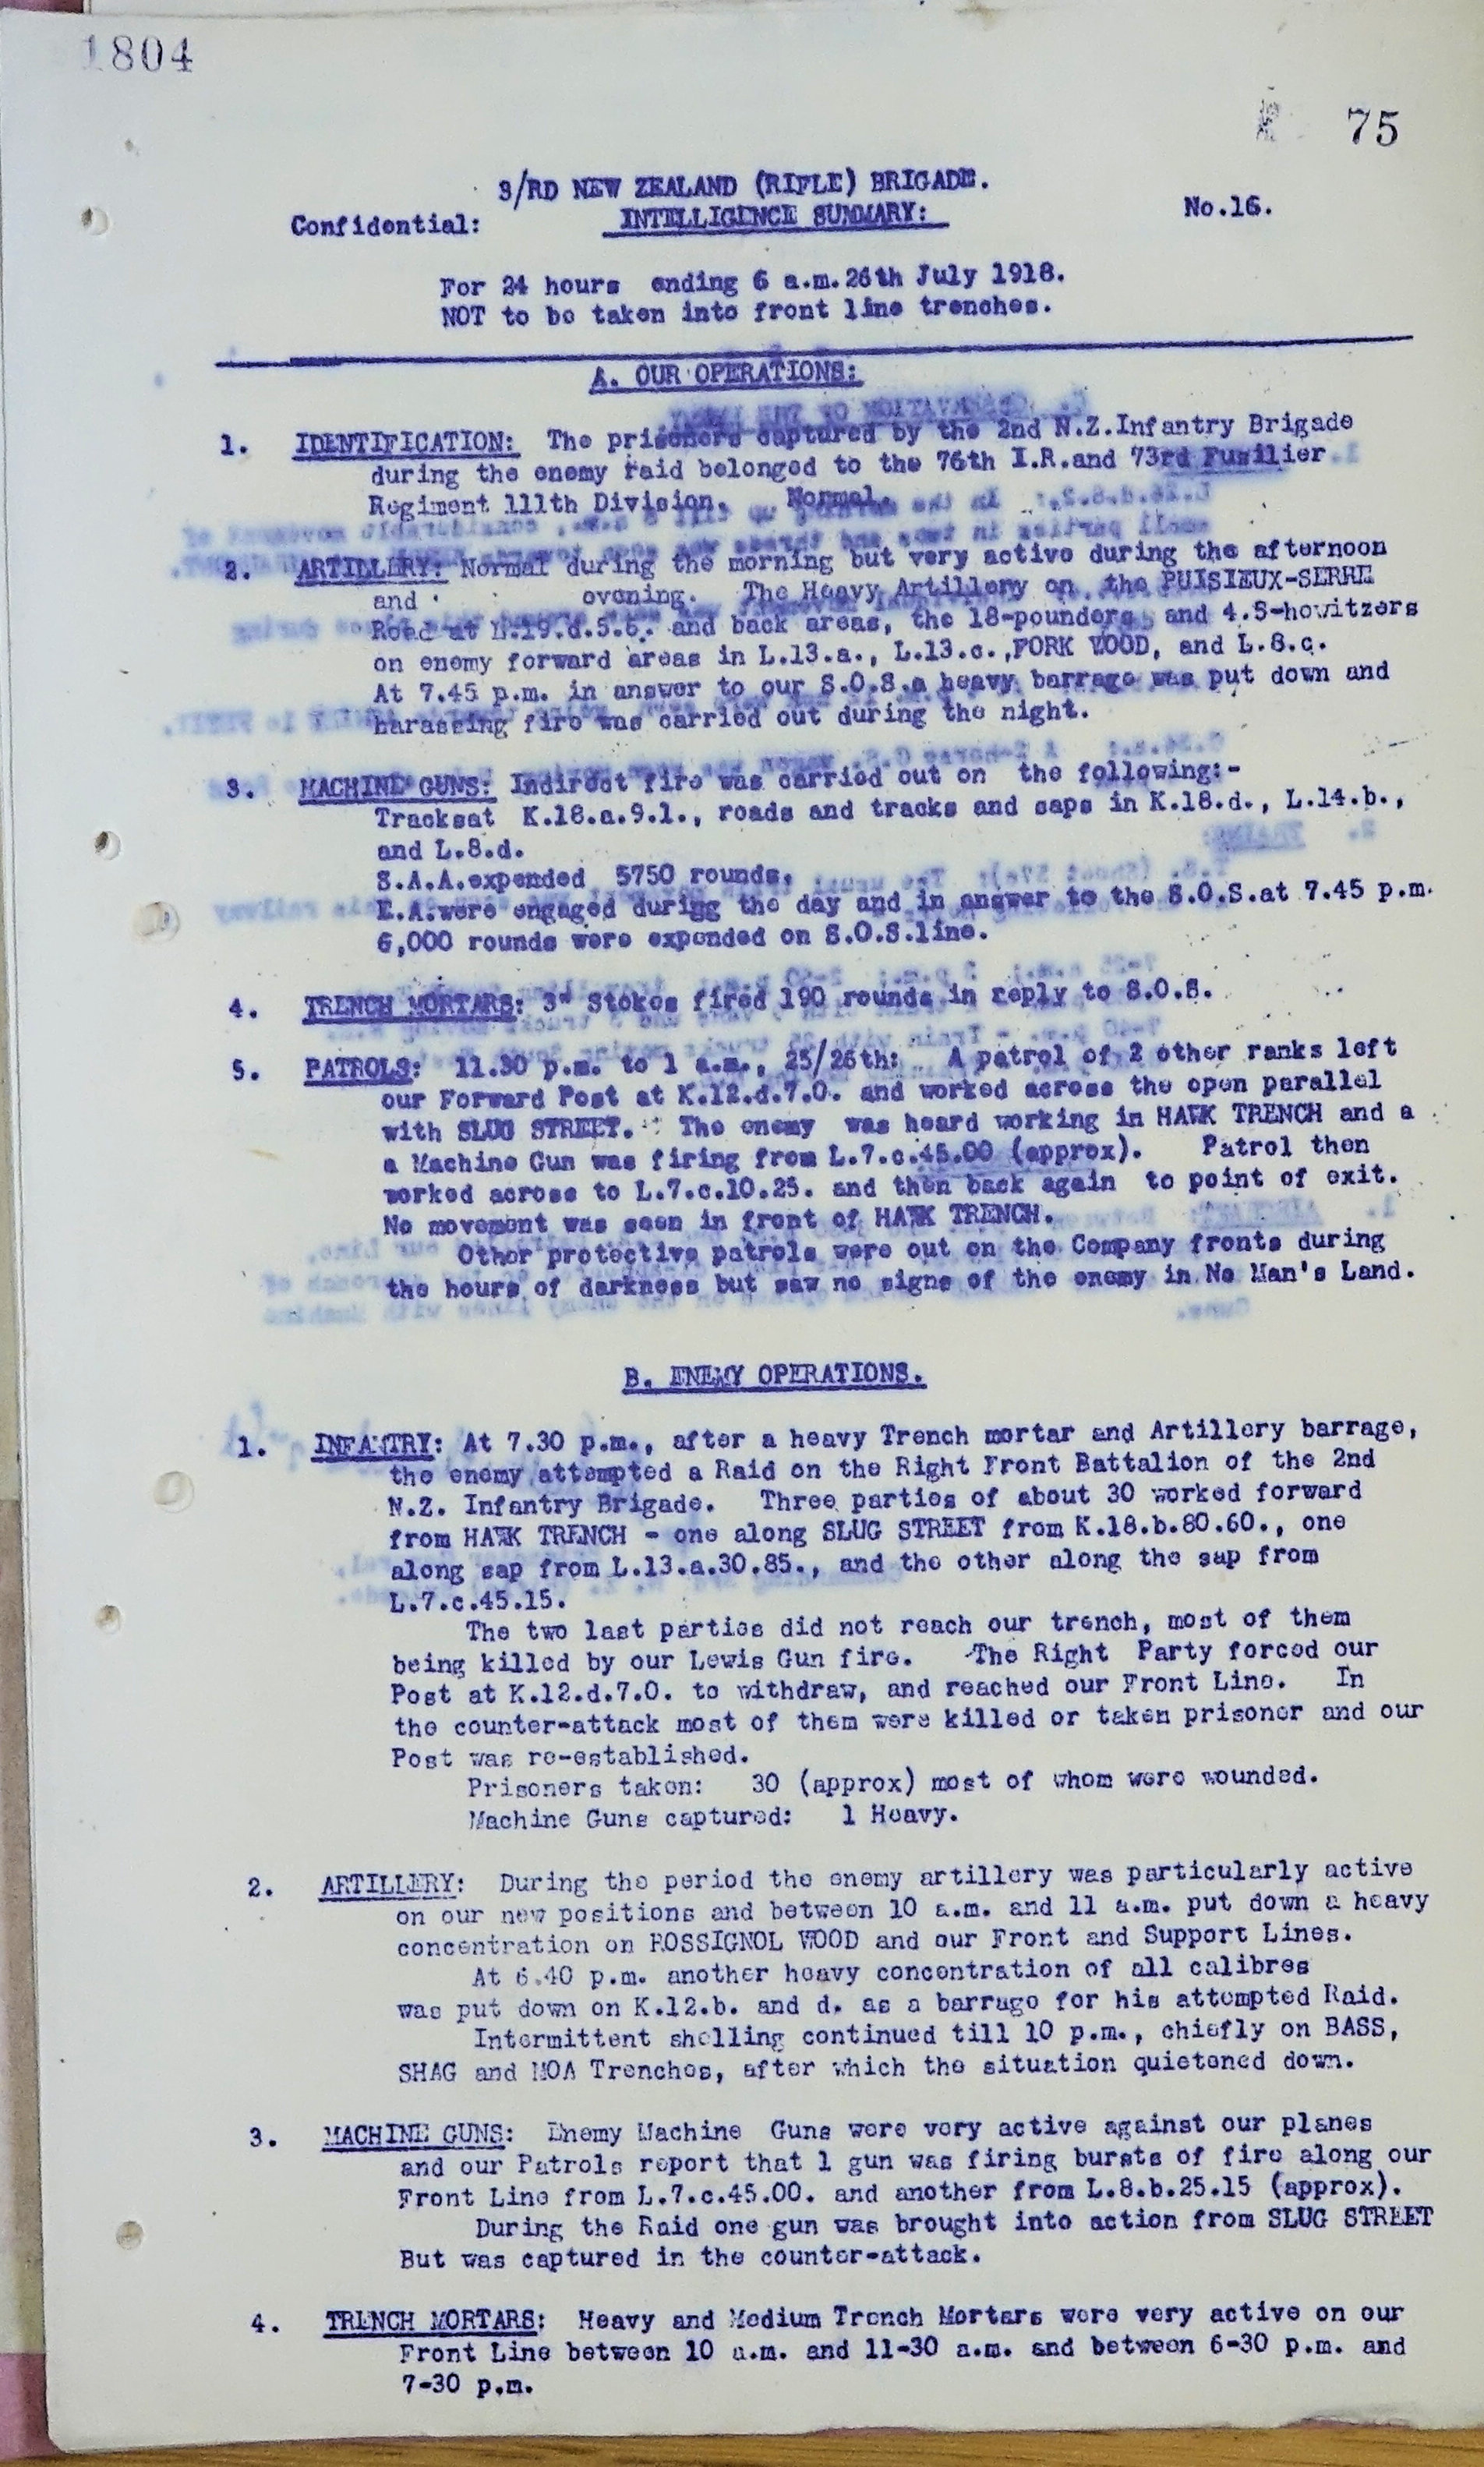 1804
75
3/RD NEW ZEALAND (RIFLE) BRIGADE.
Confidential: INTELLIGENCE SUMMARY: No.16.
For 24 hours ending 6 a.m.26th July 1918.
NOT to be taken into front line trenches.
A. OUR OPERATIONS:
1. IDENTIFICATION: The prisoners captured by the 2nd N.Z.Infantry Brigade
during the enemy raid belonged to the 76th I.R.and 73rd Fusilier
Regiment 111th Division. Normal.
2. ARTILLERY: Normal during the morning but very active during the afternoon
and evening. The Heavy Artillery on the PUISIEUX-SERRE
Road at L.19.d.5.5. and back areas, the 18-pounders and 4.5-howitzers
on enemy forward areas in L.13.a., L.13.c.,FORK WOOD, and L.8.c.
At 7.45 p.m. in answer to our S.O.S.a heavy barrage was put down and
harassing fire was carried out during the night.
3. MACHINE GUNS: Indirect fire was carried out on the following:-
Tracksat K.18.a.9.1., roads and tracks and saps in K.18.d., L.14.b.,
and L.8.d.
S.A.A.expended 5750 rounds.
E.A.were engaged during the day and in answer to the S.O.S.at 7.45 p.m.
6,000 rounds were expended on S.O.S.line.
4. TRENCH MORTARS: 3" Stokes fired 190 rounds in reply to S.O.S.
5. PATROLS: 11.30 p.m. to 1 a.m., 25/26th: A patrol of 2 other ranks left
our Forward Post at K.12.d.7.0. and worked across the open parallel
with SLUG STREET. The enemy was heard working in HAWK TRENCH and a
a Machine Gun was firing from L.7.c.45.00 (approx). Patrol then
worked across to L.7.c.10.25. and then back again to point of exit.
No movement was seen in front of HAWK TRENCH.
Other protective patrols were out on the Company fronts during
the hours of darkness but saw no signs of the enemy in No Man's Land.
B. ENEMY OPERATIONS.
1. INFANTRY: At 7.30 p.m., after a heavy Trench mortar and Artillery barrage,
the enemy attempted a Raid on the Right Front Battalion of the 2nd
N.Z. Infantry Brigade. Three parties of about 30 worked forward
from HAWK TRENCH - one along SLUG STREET from K.18.b.80.60., one
along sap from L.13.a.30.85., and the other along the sap from
L.7.c.45.15.
The two last parties did not reach our trench, most of them
being killed by our Lewis Gun fire. The Right Party forced our
Post at K.12.d.7.0. to withdraw, and reached our Front Line. In
the counter-attack most of them were killed or taken prisoner and our
Post was re-established.
Prisoners taken: 30 (approx) most of whom were wounded.
Machine Guns captured: 1 Heavy.
2. ARTILLERY: During the period the enemy artillery was particularly active
on our new positions and between 10 a.m. and 11 a.m. put down a heavy
concentration on ROSSIGNOL WOOD and our Front and Support Lines.
At 6.40 p.m. another heavy concentration of all calibres
was put down on K.12.b. and d. as a barrage for his attempted Raid.
Intermittent shelling continued till 10 p.m., chiefly on BASS,
SHAG and MOA Trenches, after which the situation quietened down.
3. MACHINE GUNS: Enemy Machine Guns were very active against our planes
and our Patrols report that 1 gun was firing bursts of fire along our
Front Line from L.7.c.45.00. and another from L.8.b.25.15 (approx).
During the Raid one gun was brought into action from SLUG STREET
But was captured in the counter-attack.
4. TRENCH MORTARS: Heavy and Medium Trench Mortars were very active on our
Front Line between 10 a.m. and 11-30 a.m. and between 6-30 p.m. and
7-30 p.m.